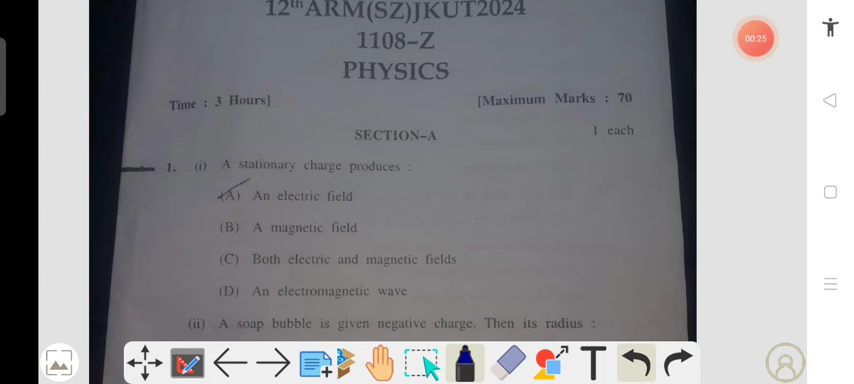 12thARM(SZ)JKUT2024
1108-Z
PHYSICS
Time : 3 Hours] [Maximum Marks : 70
SECTION-A 1 each
1. (i) A stationary charge produces :
(A) An electric field
(B) A magnetic field
(C) Both electric and magnetic fields
(D) An electromagnetic wave
(ii) A soap bubble is given negative charge. Then its radius :
00:25
T